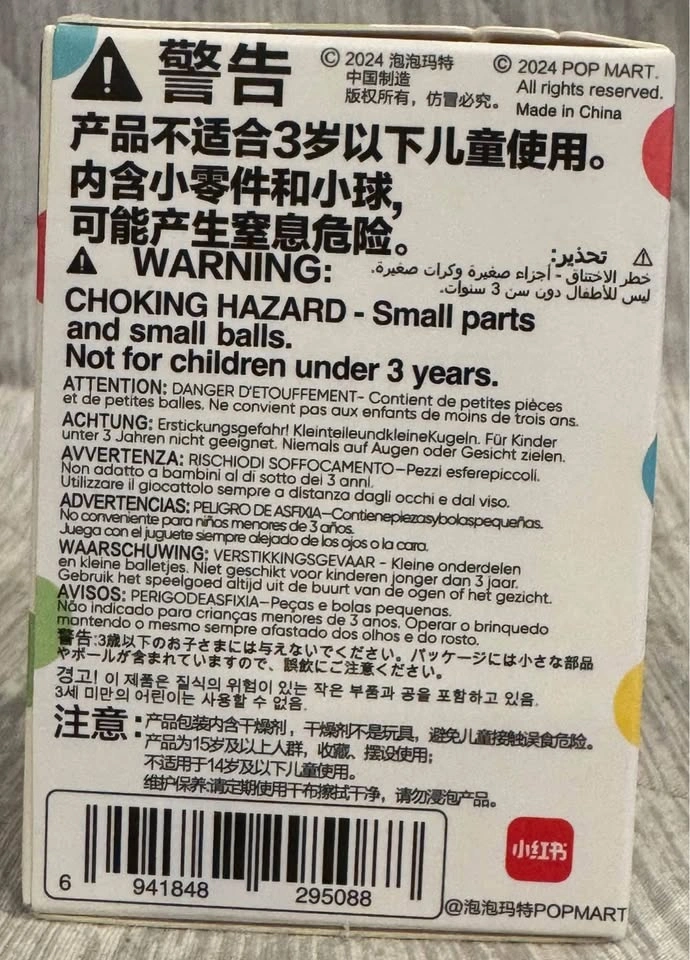 警告
© 2024 泡泡玛特
中国制造
版权所有，仿冒必究。
© 2024 POP MART.
All rights reserved.
Made in China
产品不适合3岁以下儿童使用。
内含小零件和小球，
可能产生窒息危险。
WARNING:
CHOKING HAZARD - Small parts
and small balls.
Not for children under 3 years.
تحذير:
خطر الاختناق - أجزاء صغيرة وكرات صغيرة.
ليس للأطفال دون سن 3 سنوات.
ATTENTION: DANGER D'ETOUFFEMENT- Contient de petites pièces
et de petites balles. Ne convient pas aux enfants de moins de trois ans.
ACHTUNG: Erstickungsgefahr! KleinteileundkleineKugeln. Für Kinder
unter 3 Jahren nicht geeignet. Niemals auf Augen oder Gesicht zielen.
AVVERTENZA: RISCHIODI SOFFOCAMENTO–Pezzi esferepiccoli.
Non adatto a bambini al di sotto dei 3 anni.
Utilizzare il giocattolo sempre a distanza dagli occhi e dal viso.
ADVERTENCIAS: PELIGRO DE ASFIXIA–Contienepiezasybolaspequeñas.
No conveniente para niños menores de 3 años.
Juega con el juguete siempre alejado de los ojos o la cara.
WAARSCHUWING: VERSTIKKINGSGEVAAR - Kleine onderdelen
en kleine balletjes. Niet geschikt voor kinderen jonger dan 3 jaar.
Gebruik het speelgoed altijd uit de buurt van de ogen of het gezicht.
AVISOS: PERIGODEASFIXIA–Peças e bolas pequenas.
Não indicado para crianças menores de 3 anos. Operar o brinquedo
mantendo o mesmo sempre afastado dos olhos e do rosto.
警告:3歳以下のお子さまには与えないでください。パッケージには小さな部品
やボールが含まれていますので、誤飲にご注意ください。
경고! 이 제품은 질식의 위험이 있는 작은 부품과 공을 포함하고 있음.
3세 미만의 어린이는 사용할 수 없음.
注意：产品包装内含干燥剂，干燥剂不是玩具，避免儿童接触误食危险。
产品为15岁及以上人群，收藏、摆设使用；
不适用于14岁及以下儿童使用。
维护保养:请定期使用干布擦拭干净，请勿浸泡产品。
6 941848 295088
小红书
@泡泡玛特POPMART